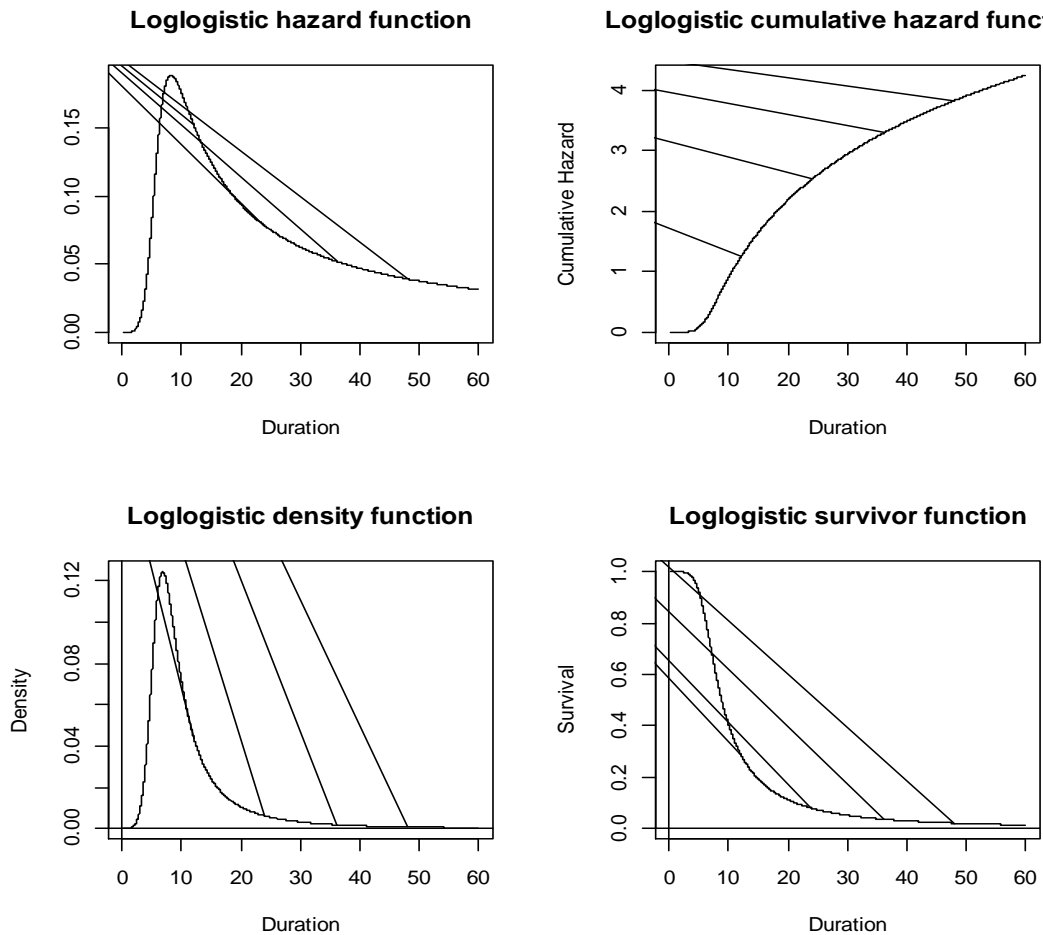 Loglogistic hazard function
0.15
0.10
0.05
0.00
0 10 20 30 40 50 60
Duration
Loglogistic cumulative hazard funct
4
3
2
1
0
Cumulative Hazard
0 10 20 30 40 50 60
Duration
Loglogistic density function
0.12
0.08
0.04
0.00
Density
0 10 20 30 40 50 60
Duration
Loglogistic survivor function
1.0
0.8
0.6
0.4
0.2
0.0
Survival
0 10 20 30 40 50 60
Duration